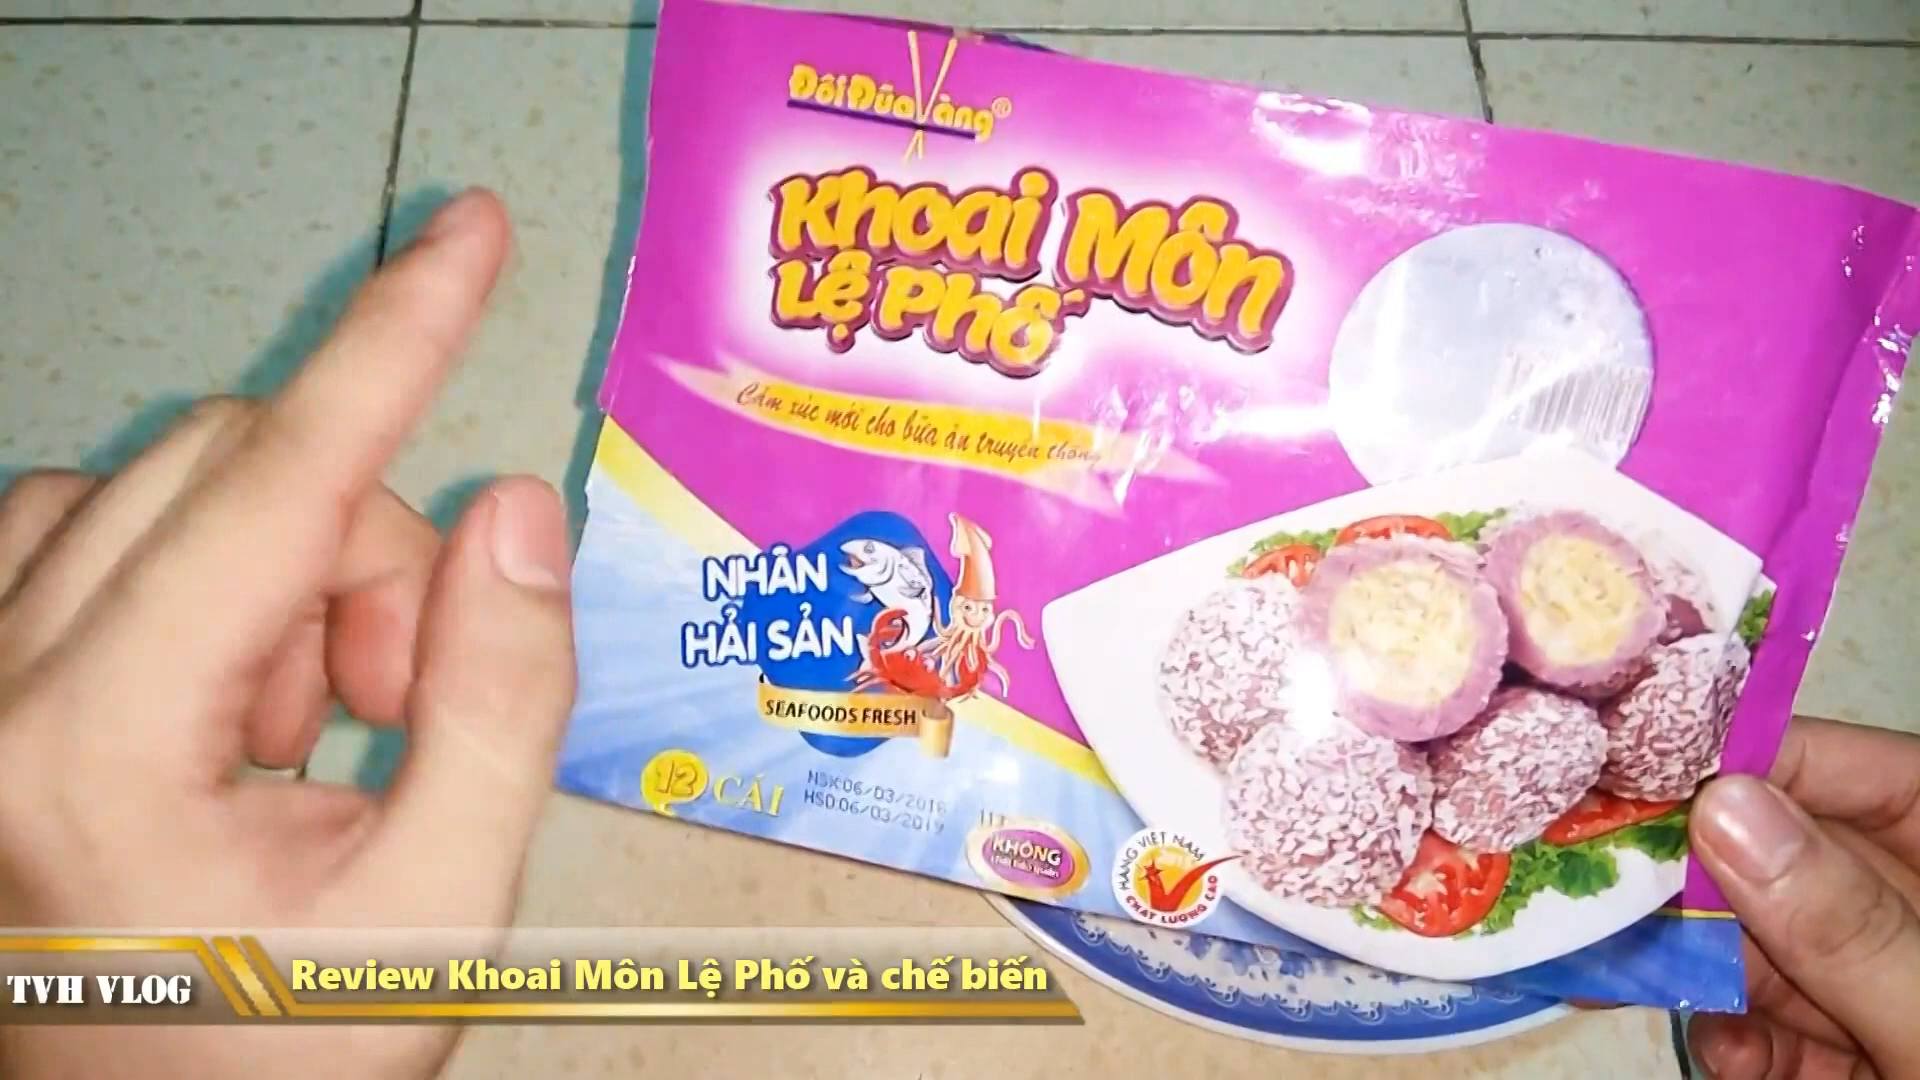 ĐôiĐũaVàng®
Khoai Môn
Lệ Phố
Cảm xúc mới cho bữa ăn truyền thống
NHÂN
HẢI SẢN
SEAFOODS FRESH
12 CÁI
NSX:06/03/2018
HSD:06/03/2019
KHÔNG
HÀNG VIỆT NAM
CHẤT LƯỢNG CAO
TVH VLOG
Review Khoai Môn Lệ Phố và chế biến